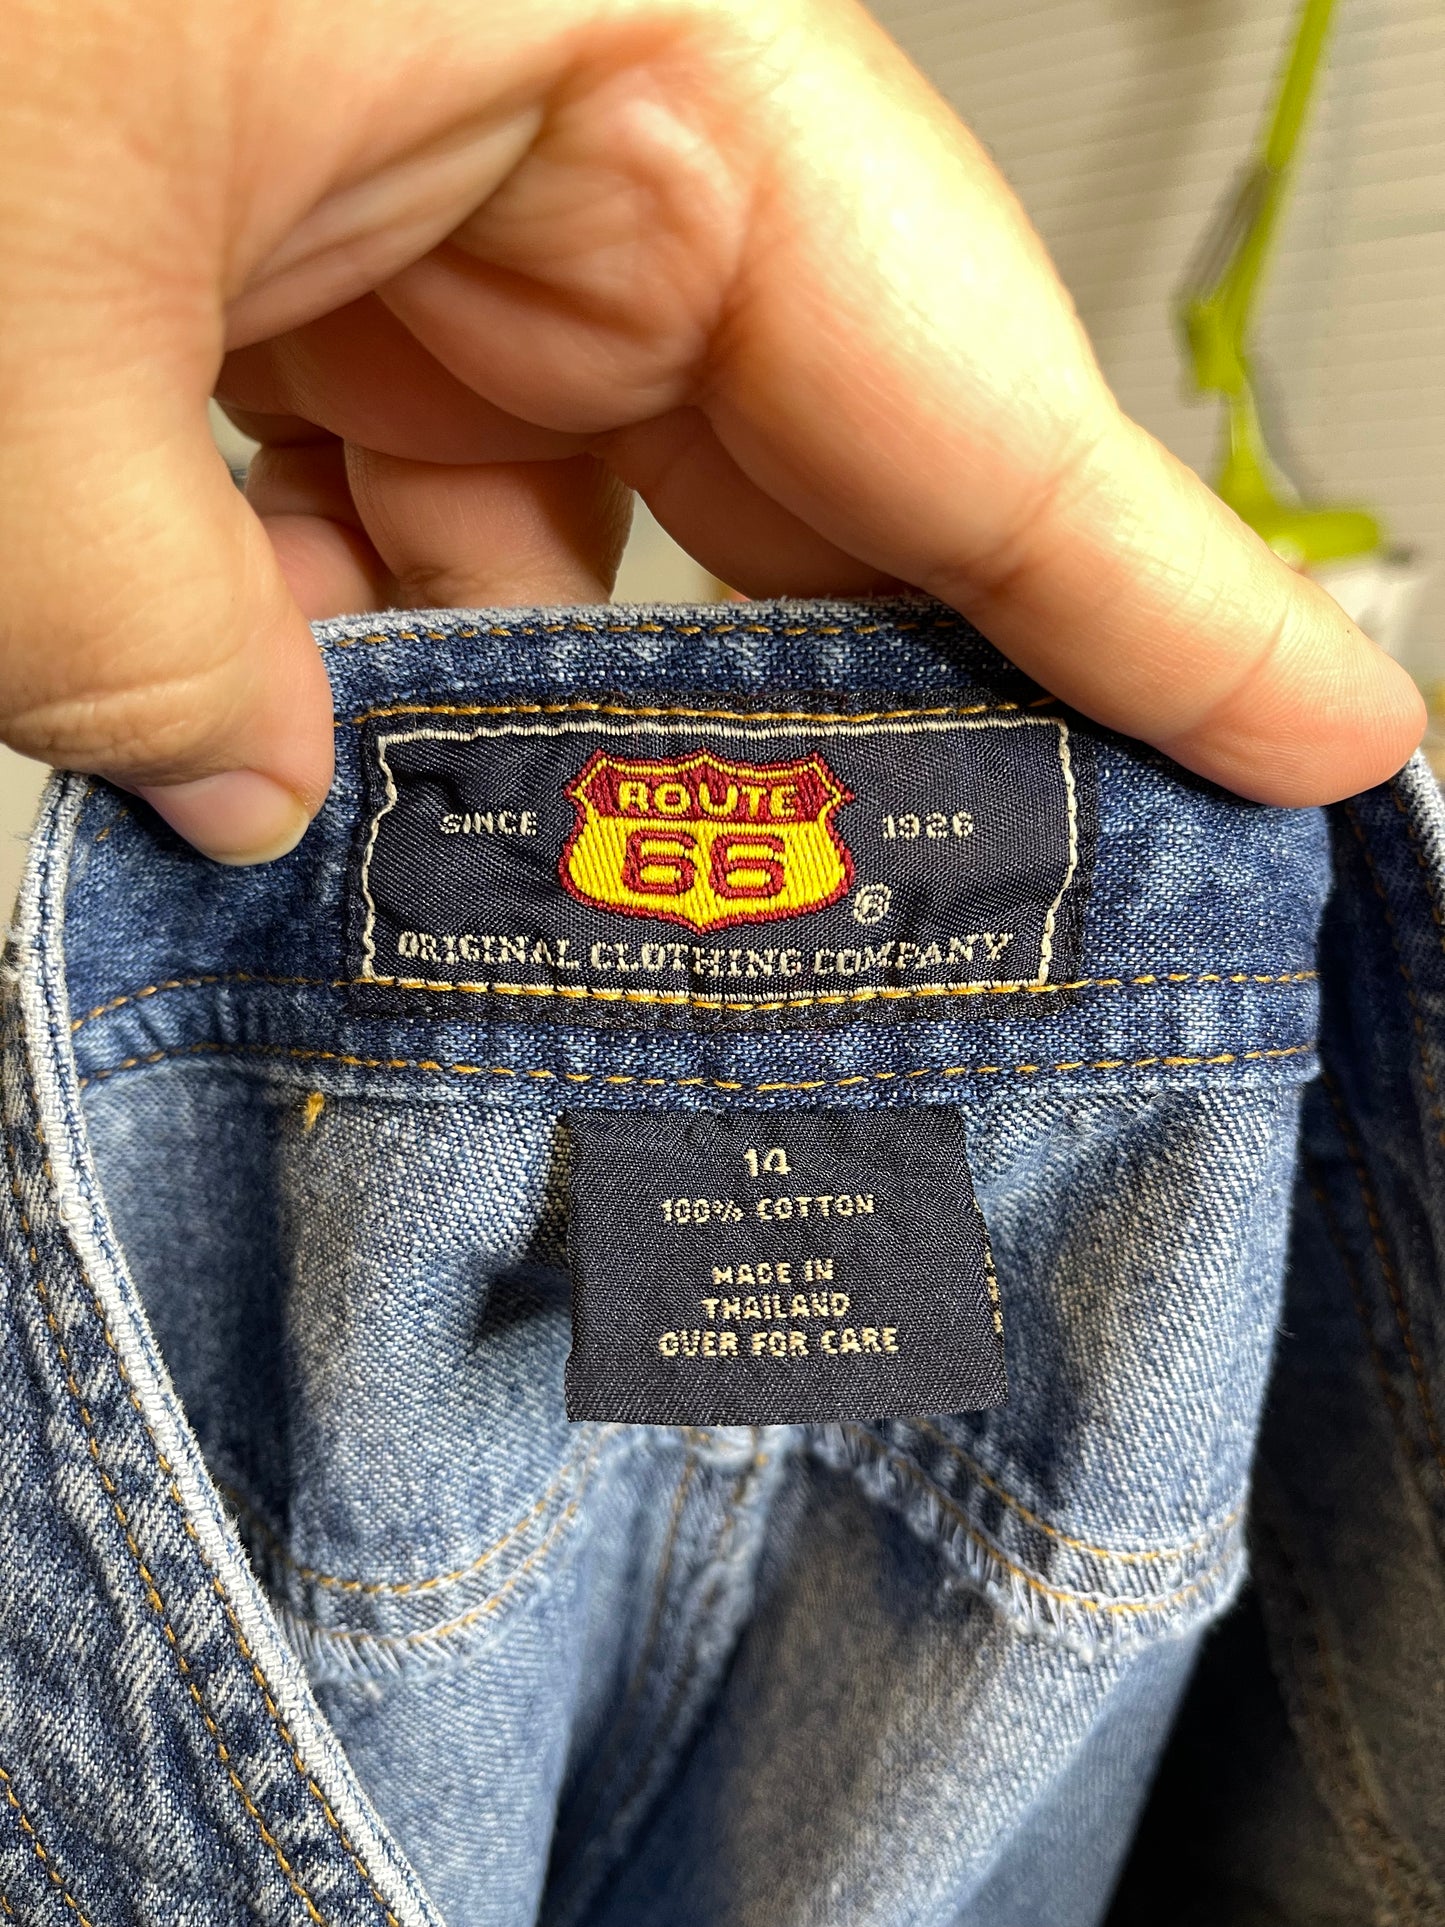 ROUTE
SINCE 66 1926
®
ORIGINAL CLOTHING COMPANY
14
100% COTTON
MADE IN
THAILAND
OVER FOR CARE